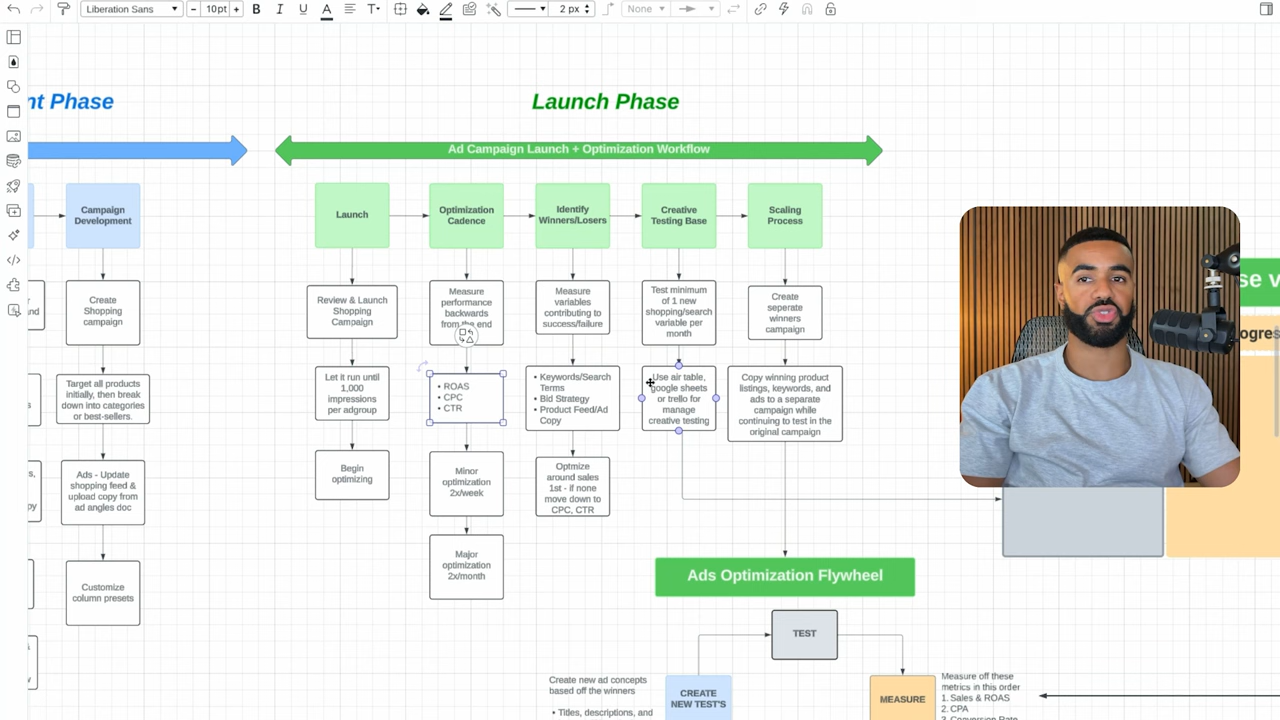 Liberation Sans
10pt
2 px
None
nt Phase
Launch Phase
Ad Campaign Launch + Optimization Workflow
Campaign
Development
Launch
Optimization
Cadence
Identify
Winners/Losers
Creative
Testing Base
Scaling
Process
Create
Shopping
campaign
Review & Launch
Shopping
Campaign
Measure
performance
backwards
from the end
Measure
variables
contributing to
success/failure
Test minimum
of 1 new
shopping/search
variable per
month
Create
seperate
winners
campaign
Target all products
initially, then break
down into categories
or best-sellers.
Let it run until
1,000
impressions
per adgroup
• ROAS
• CPC
• CTR
• Keywords/Search
Terms
• Bid Strategy
• Product Feed/Ad
Copy
Use air table,
google sheets
or trello for
manage
creative testing
Copy winning product
listings, keywords, and
ads to a separate
campaign while
continuing to test in the
original campaign
Ads - Update
shopping feed &
upload copy from
ad angles doc
Begin
optimizing
Minor
optimization
2x/week
Optmize
around sales
1st - if none
move down to
CPC, CTR
Major
optimization
2x/month
Customize
column presets
Ads Optimization Flywheel
TEST
Create new ad concepts
based off the winners
• Titles, descriptions, and
CREATE
NEW TEST'S
MEASURE
Measure off these
metrics in this order
1. Sales & ROAS
2. CPA
3. Conversion Rate